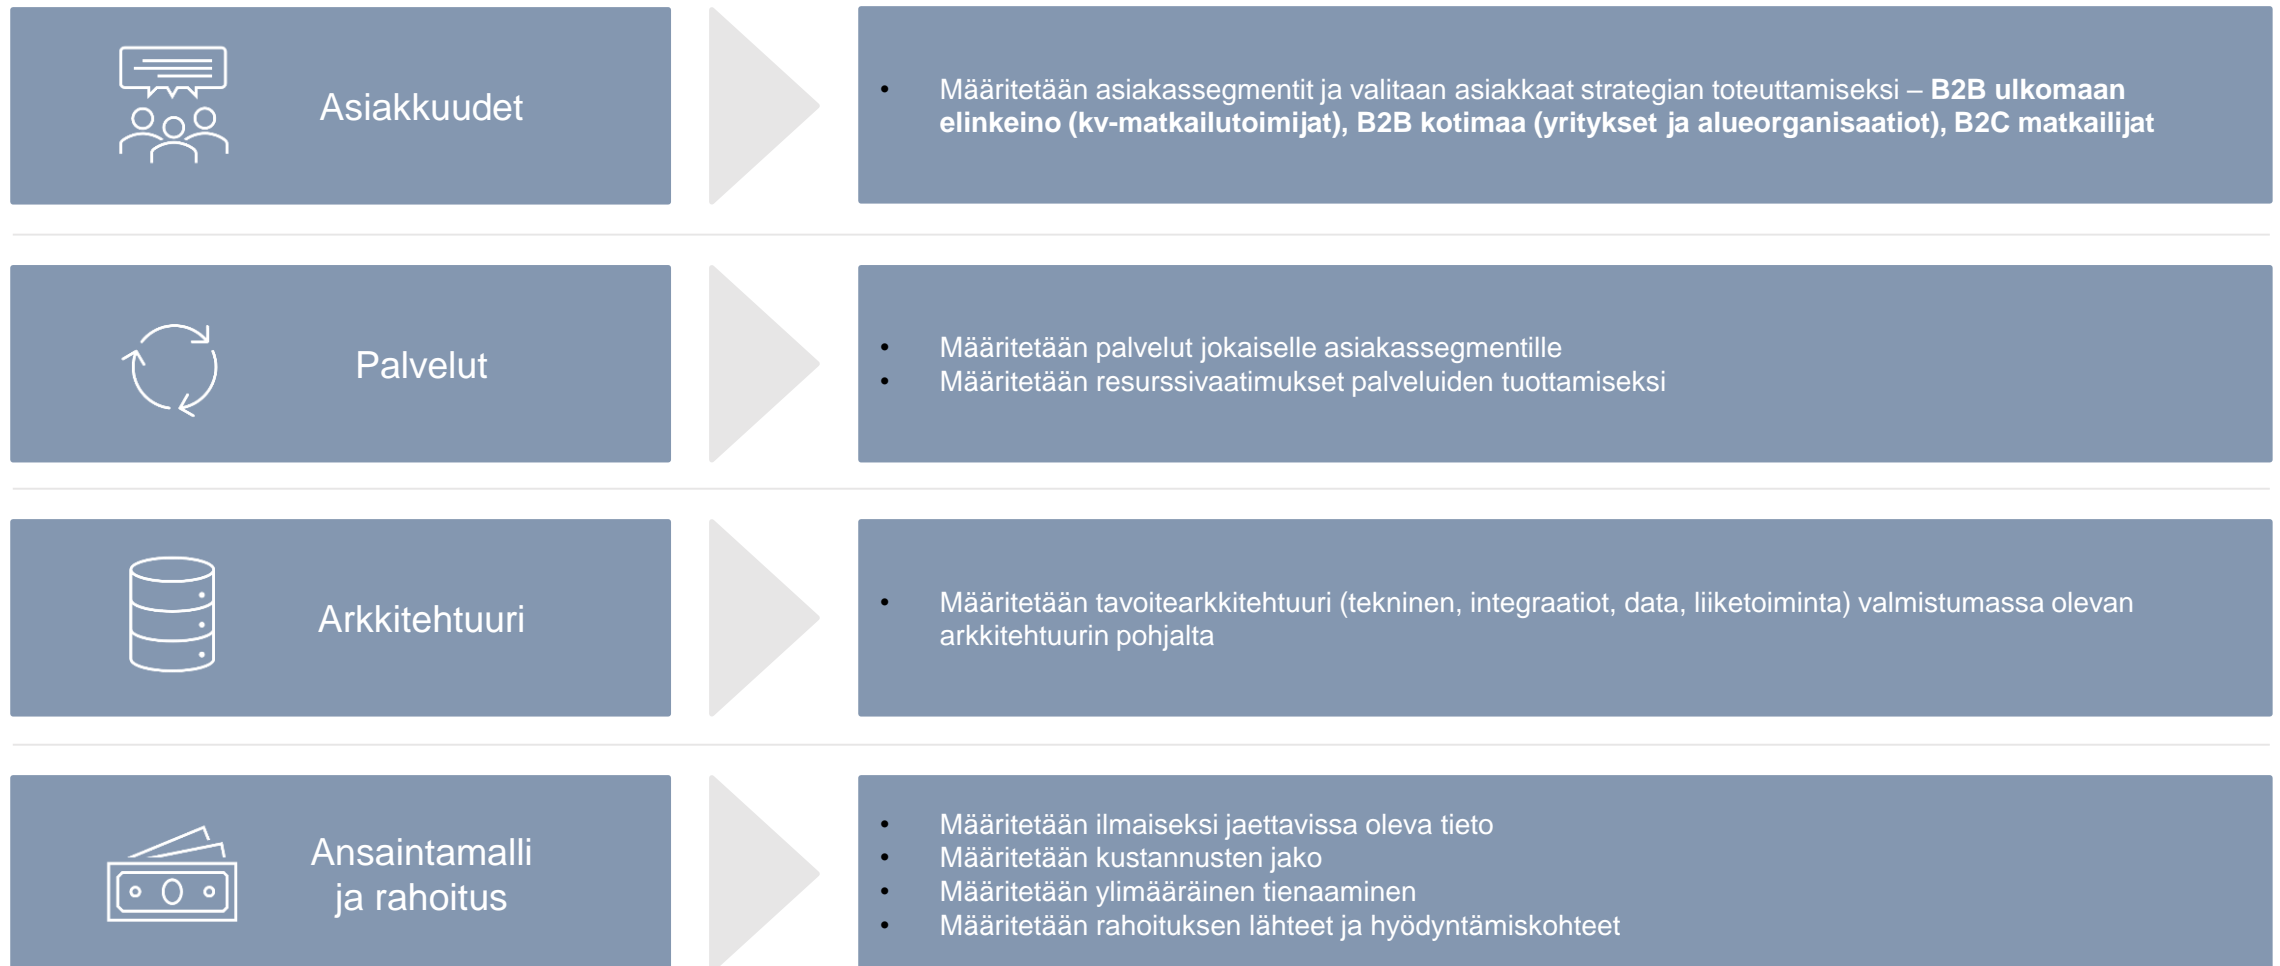 Asiakkuudet
• Määritetään asiakassegmentit ja valitaan asiakkaat strategian toteuttamiseksi – B2B ulkomaan
elinkeino (kv-matkailutoimijat), B2B kotimaa (yritykset ja alueorganisaatiot), B2C matkailijat
Palvelut
• Määritetään palvelut jokaiselle asiakassegmentille
• Määritetään resurssivaatimukset palveluiden tuottamiseksi
Arkkitehtuuri
• Määritetään tavoitearkkitehtuuri (tekninen, integraatiot, data, liiketoiminta) valmistumassa olevan
arkkitehtuurin pohjalta
Ansaintamalli
ja rahoitus
• Määritetään ilmaiseksi jaettavissa oleva tieto
• Määritetään kustannusten jako
• Määritetään ylimääräinen tienaaminen
• Määritetään rahoituksen lähteet ja hyödyntämiskohteet